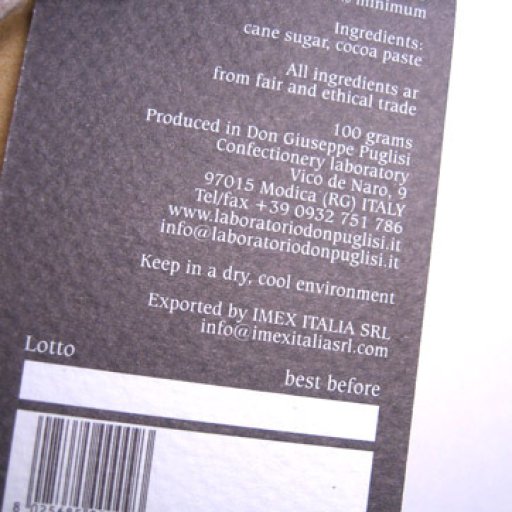 minimum
Ingredients:
cane sugar, cocoa paste
All ingredients ar
from fair and ethical trade
100 grams
Produced in Don Giuseppe Puglisi
Confectionery laboratory
Vico de Naro, 9
97015 Modica (RG) ITALY
Tel/fax +39 0932 751 786
www.laboratoriodonpuglisi.it
info@laboratoriodonpuglisi.it
Keep in a dry, cool environment
Exported by IMEX ITALIA SRL
info@imexitaliasrl.com
Lotto
best before